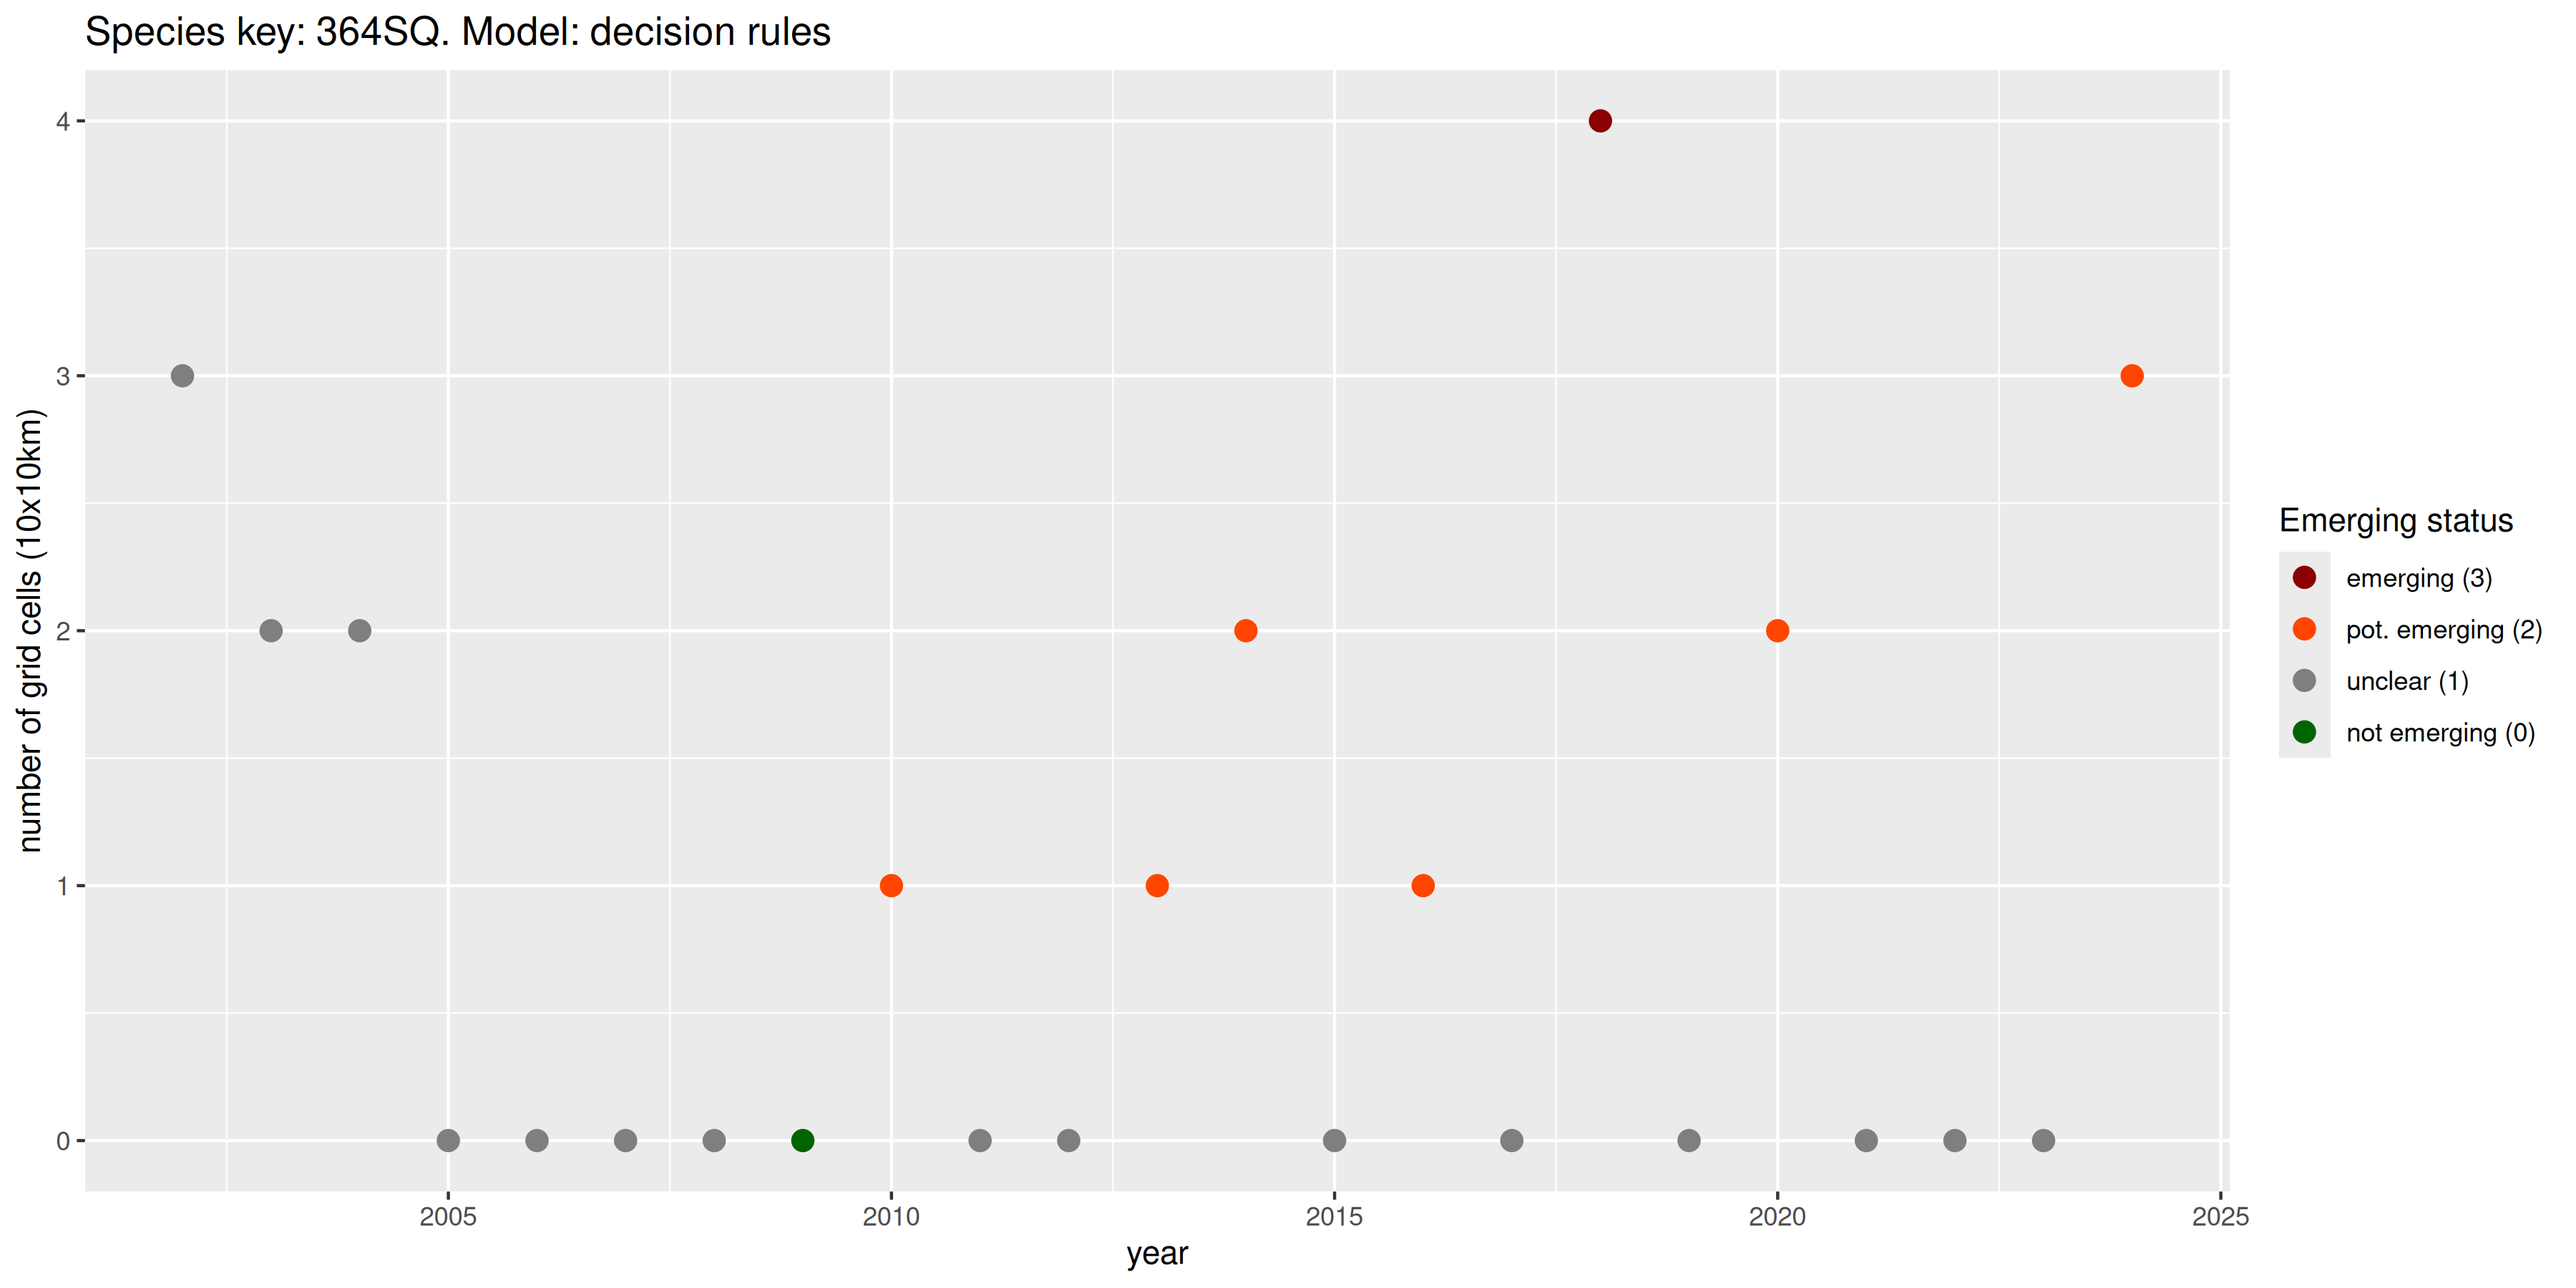 Species key: 364SQ. Model: decision rules
number of grid cells (10x10km)
4
3
2
1
0
2005
2010
2015
2020
2025
year
Emerging status
emerging (3)
pot. emerging (2)
unclear (1)
not emerging (0)